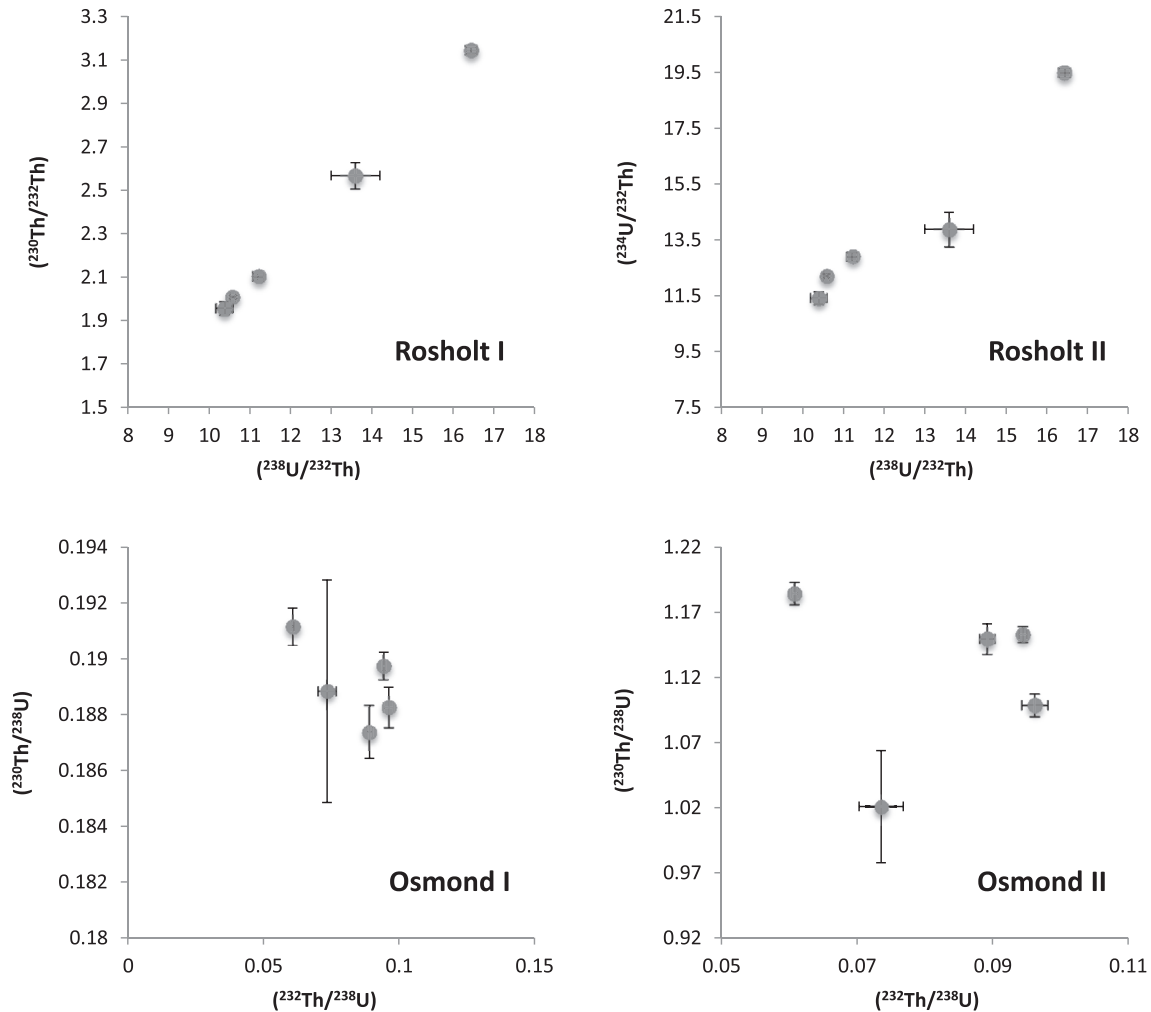 3.3
3.1
2.9
2.7
2.5
2.3
2.1
1.9
1.7
1.5
(²³⁰Th/²³²Th)
8 9 10 11 12 13 14 15 16 17 18
(²³⁸U/²³²Th)
Rosholt I
21.5
19.5
17.5
15.5
13.5
11.5
9.5
7.5
(²³⁴U/²³²Th)
8 9 10 11 12 13 14 15 16 17 18
(²³⁸U/²³²Th)
Rosholt II
0.194
0.192
0.19
0.188
0.186
0.184
0.182
0.18
(²³⁰Th/²³⁸U)
0 0.05 0.1 0.15
(²³²Th/²³⁸U)
Osmond I
1.22
1.17
1.12
1.07
1.02
0.97
0.92
(²³⁰Th/²³⁸U)
0.05 0.07 0.09 0.11
(²³²Th/²³⁸U)
Osmond II